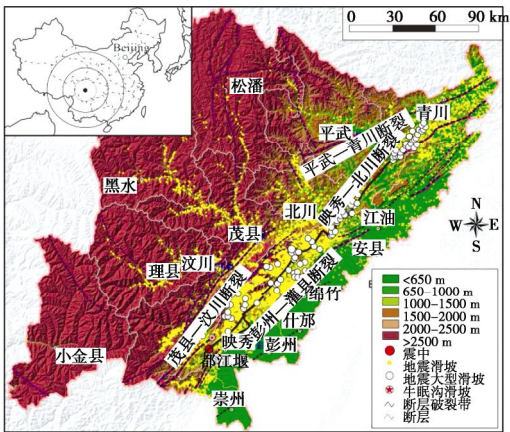 0 30 60 90 km
Beijing
松潘
青川
平武
平武—青川断裂
映秀—北川断裂
黑水
北川
江油
茂县
安县
汶川
理县
绵竹
茂县—汶川断裂
彭州—灌县断裂
什邡
映秀
彭州
小金县
都江堰
崇州
N
W E
S
<650 m
650–1000 m
1000–1500 m
1500–2000 m
2000–2500 m
>2500 m
震中
地震滑坡
地震大型滑坡
牛眠沟滑坡
断层破裂带
断层